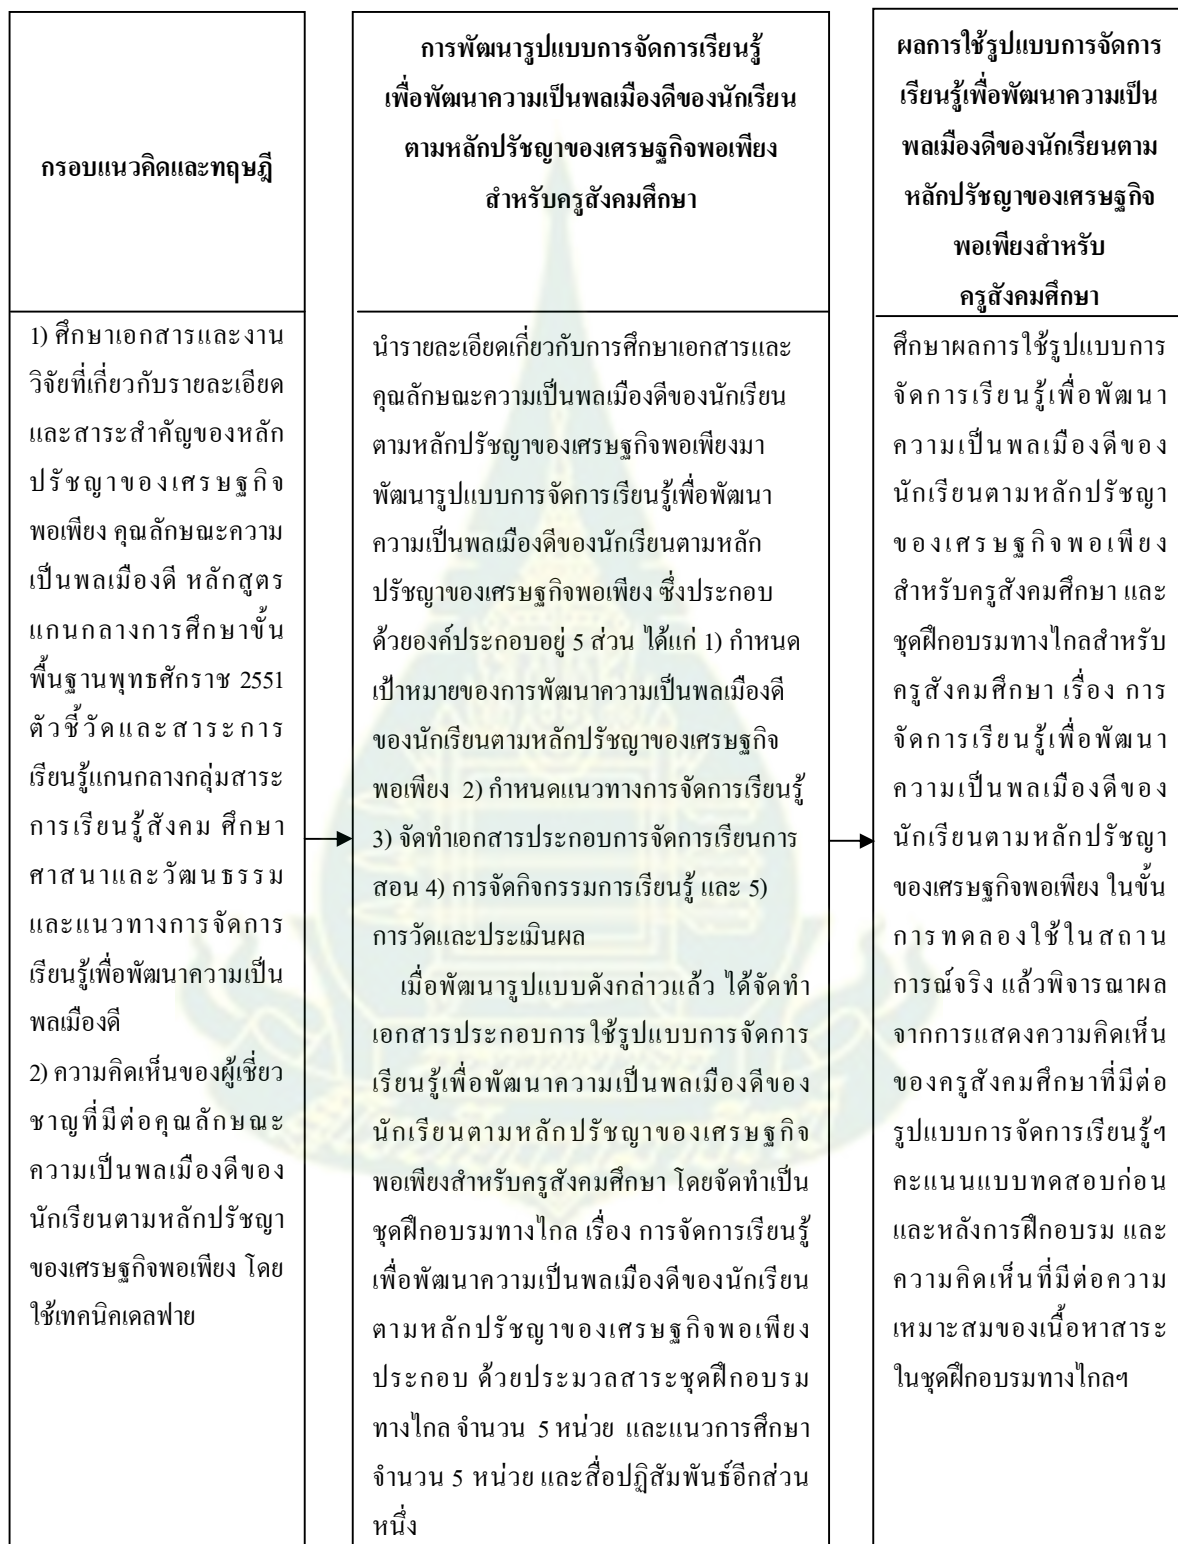 กรอบแนวคิดและทฤษฎี
1) ศึกษาเอกสารและงาน
วิจัยที่เกี่ยวกับรายละเอียด
และสาระสำคัญของหลัก
ปรัชญาของเศรษฐกิจ
พอเพียง คุณลักษณะความ
เป็นพลเมืองดี หลักสูตร
แกนกลางการศึกษาขั้น
พื้นฐานพุทธศักราช 2551
ตัวชี้วัดและสาระการ
เรียนรู้แกนกลางกลุ่มสาระ
การเรียนรู้สังคม ศึกษา
ศาสนาและวัฒนธรรม
และแนวทางการจัดการ
เรียนรู้เพื่อพัฒนาความเป็น
พลเมืองดี
2) ความคิดเห็นของผู้เชี่ยว
ชาญที่มีต่อคุณลักษณะ
ความเป็นพลเมืองดีของ
นักเรียนตามหลักปรัชญา
ของเศรษฐกิจพอเพียง โดย
ใช้เทคนิคเดลฟาย
การพัฒนารูปแบบการจัดการเรียนรู้
เพื่อพัฒนาความเป็นพลเมืองดีของนักเรียน
ตามหลักปรัชญาของเศรษฐกิจพอเพียง
สำหรับครูสังคมศึกษา
นำรายละเอียดเกี่ยวกับการศึกษาเอกสารและ
คุณลักษณะความเป็นพลเมืองดีของนักเรียน
ตามหลักปรัชญาของเศรษฐกิจพอเพียงมา
พัฒนารูปแบบการจัดการเรียนรู้เพื่อพัฒนา
ความเป็นพลเมืองดีของนักเรียนตามหลัก
ปรัชญาของเศรษฐกิจพอเพียง ซึ่งประกอบ
ด้วยองค์ประกอบอยู่ 5 ส่วน ได้แก่ 1) กำหนด
เป้าหมายของการพัฒนาความเป็นพลเมืองดี
ของนักเรียนตามหลักปรัชญาของเศรษฐกิจ
พอเพียง 2) กำหนดแนวทางการจัดการเรียนรู้
3) จัดทำเอกสารประกอบการจัดการเรียนการ
สอน 4) การจัดกิจกรรมการเรียนรู้ และ 5)
การวัดและประเมินผล
เมื่อพัฒนารูปแบบดังกล่าวแล้ว ได้จัดทำ
เอกสารประกอบการใช้รูปแบบการจัดการ
เรียนรู้เพื่อพัฒนาความเป็นพลเมืองดีของ
นักเรียนตามหลักปรัชญาของเศรษฐกิจ
พอเพียงสำหรับครูสังคมศึกษา โดยจัดทำเป็น
ชุดฝึกอบรมทางไกล เรื่อง การจัดการเรียนรู้
เพื่อพัฒนาความเป็นพลเมืองดีของนักเรียน
ตามหลักปรัชญาของเศรษฐกิจพอเพียง
ประกอบ ด้วยประมวลสาระชุดฝึกอบรม
ทางไกล จำนวน 5 หน่วย และแนวการศึกษา
จำนวน 5 หน่วย และสื่อปฏิสัมพันธ์อีกส่วน
หนึ่ง
ผลการใช้รูปแบบการจัดการ
เรียนรู้เพื่อพัฒนาความเป็น
พลเมืองดีของนักเรียนตาม
หลักปรัชญาของเศรษฐกิจ
พอเพียงสำหรับ
ครูสังคมศึกษา
ศึกษาผลการใช้รูปแบบการ
จัดการเรียนรู้เพื่อพัฒนา
ความเป็นพลเมืองดีของ
นักเรียนตามหลักปรัชญา
ของเศรษฐกิจพอเพียง
สำหรับครูสังคมศึกษา และ
ชุดฝึกอบรมทางไกลสำหรับ
ครูสังคมศึกษา เรื่อง การ
จัดการเรียนรู้เพื่อพัฒนา
ความเป็นพลเมืองดีของ
นักเรียนตามหลักปรัชญา
ของเศรษฐกิจพอเพียง ในขั้น
การทดลองใช้ในสถาน
การณ์จริง แล้วพิจารณาผล
จากการแสดงความคิดเห็น
ของครูสังคมศึกษาที่มีต่อ
รูปแบบการจัดการเรียนรู้ฯ
คะแนนแบบทดสอบก่อน
และหลังการฝึกอบรม และ
ความคิดเห็นที่มีต่อความ
เหมาะสมของเนื้อหาสาระ
ในชุดฝึกอบรมทางไกลฯ